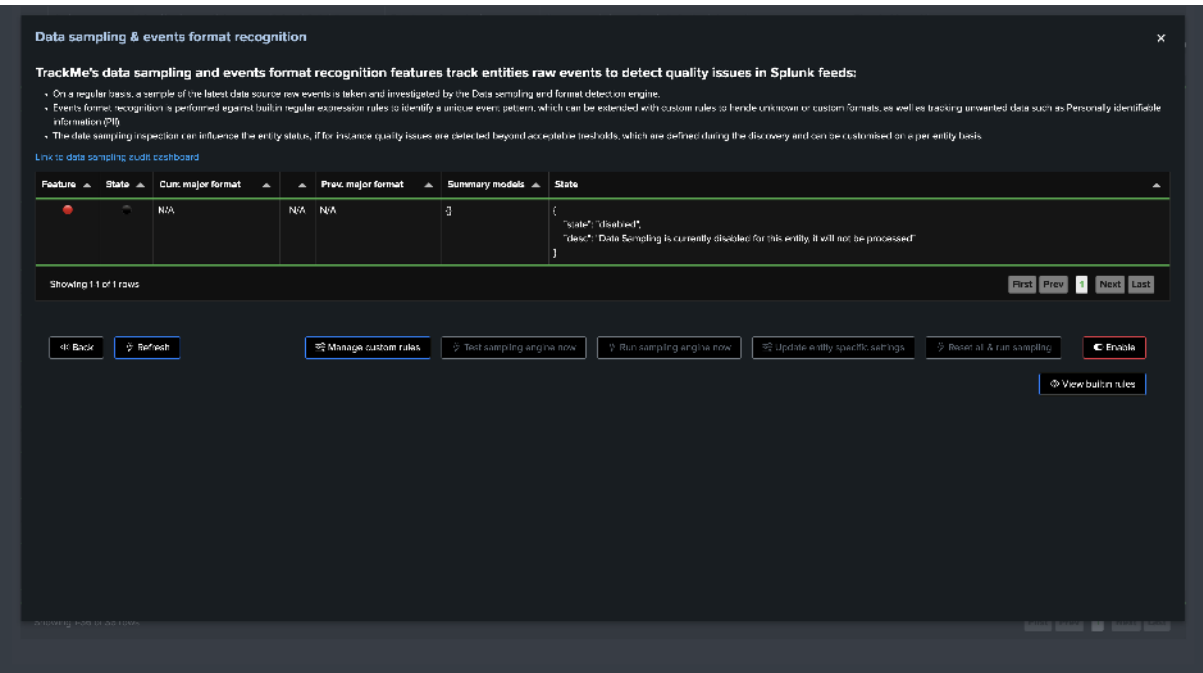 Data sampling & events format recognition
×
TrackMe's data sampling and events format recognition features track entities raw events to detect quality issues in Splunk feeds:
• On a regular basis, a sample of the latest data source raw events is taken and investigated by the Data sampling and format detection engine.
• Events format recognition is performed against builtin regular expression rules to identify a unique event pattern, which can be extended with custom rules to handle unknown or custom formats, as well as tracking unwanted data such as Personally identifiable
information (PII)
• The data sampling inspection can influence the entity status, if for instance quality issues are detected beyond acceptable tresholds, which are defined during the discovery and can be customised on a per entity basis.
Link to data sampling audit dashboard
Feature State Curr. major format Prev. major format Summary models State
N/A N/A N/A {} {
"state": "disabled",
"desc": "Data Sampling is currently disabled for this entity, it will not be processed"
}
Showing 1-1 of 1 rows
First Prev 1 Next Last
Back Refresh Manage custom rules Test sampling engine now Run sampling engine now Update entity specific settings Reset all & run sampling Enable
View builtin rules